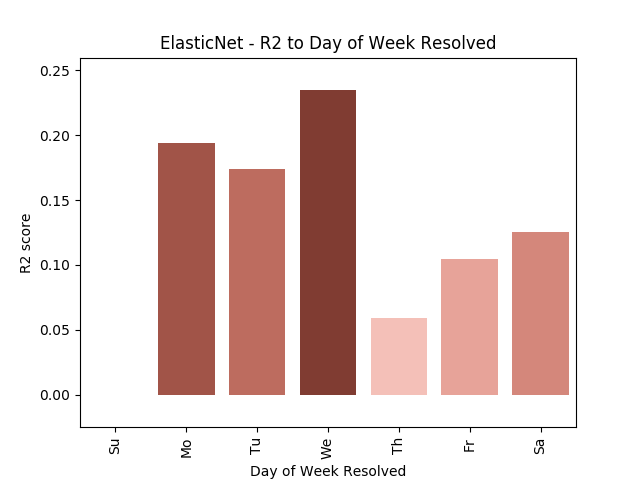 ElasticNet - R2 to Day of Week Resolved
0.25
0.20
0.15
0.10
0.05
0.00
R2 score
Su
Mo
Tu
We
Th
Fr
Sa
Day of Week Resolved